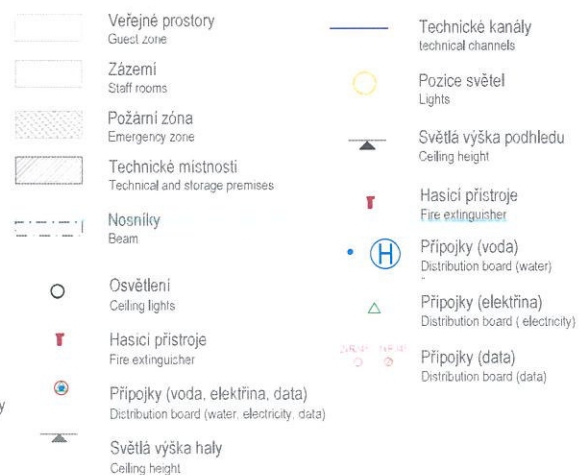 Veřejné prostory
Guest zone
Zázemí
Staff rooms
Požární zóna
Emergency zone
Technické místnosti
Technical and storage premises
Nosníky
Beam
Osvětlení
Ceiling lights
Hasící přístroje
Fire extinguicher
Přípojky (voda, elektřina, data)
Distribution board (water, electricity, data)
y
Světlá výška haly
Ceiling height
Technické kanály
technical channels
Pozice světel
Lights
Světlá výška podhledu
Ceiling height
Hasící přístroje
Fire extinguisher
H
Přípojky (voda)
Distribution board (water)
Přípojky (elektřina)
Distribution board ( electricity)
Přípojky (data)
Distribution board (data)